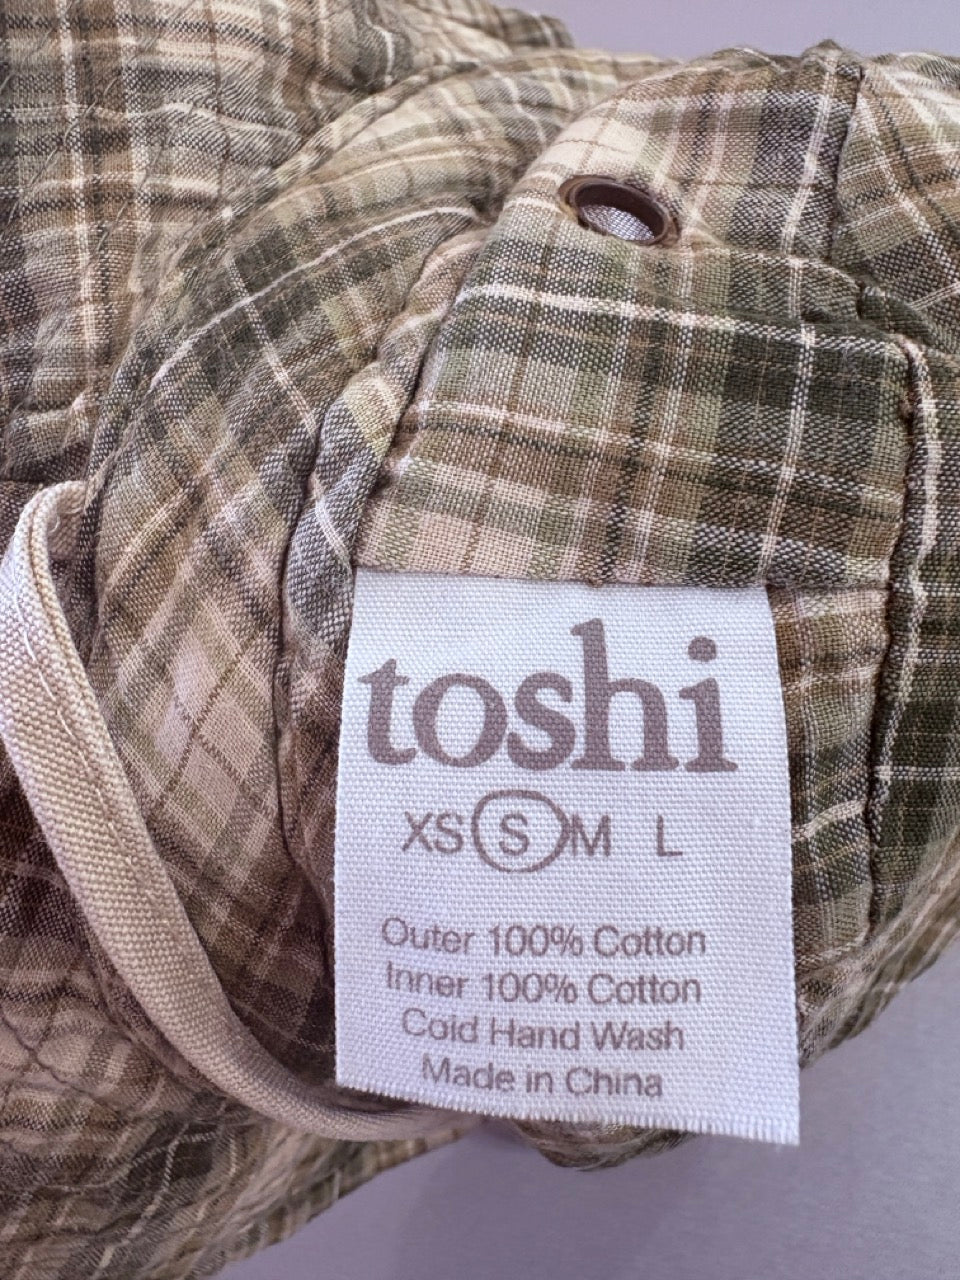 toshi
XS S M L
Outer 100% Cotton
Inner 100% Cotton
Cold Hand Wash
Made in China